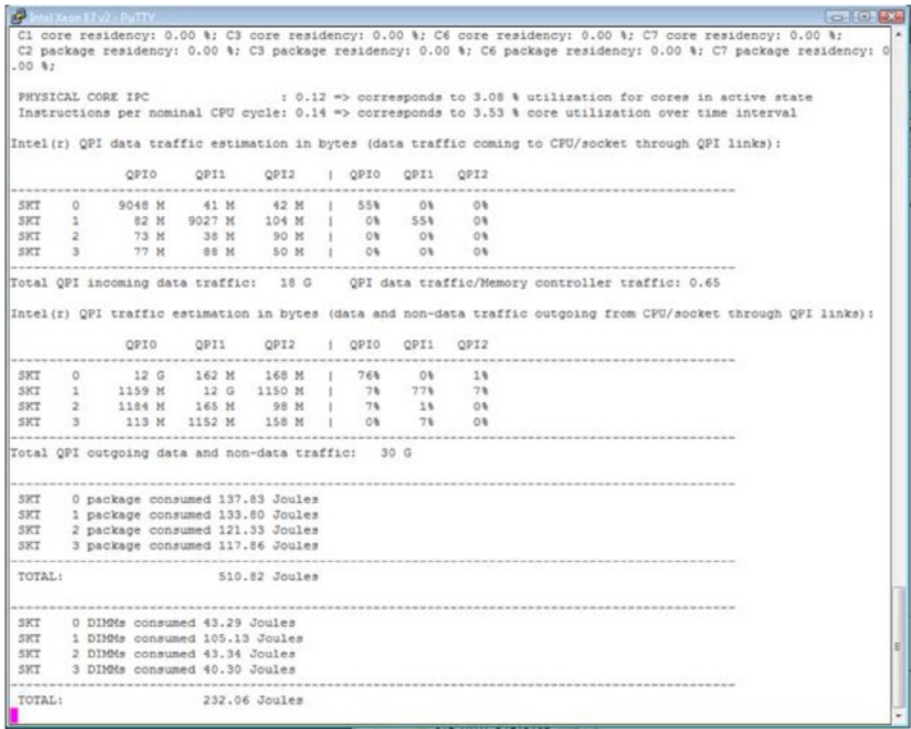 Intel Xeon E7 v2 - PuTTY
C1 core residency: 0.00 %; C3 core residency: 0.00 %; C6 core residency: 0.00 %; C7 core residency: 0.00 %;
C2 package residency: 0.00 %; C3 package residency: 0.00 %; C6 package residency: 0.00 %; C7 package residency: 0
.00 %;
PHYSICAL CORE IPC : 0.12 => corresponds to 3.08 % utilization for cores in active state
Instructions per nominal CPU cycle: 0.14 => corresponds to 3.53 % core utilization over time interval
Intel(r) QPI data traffic estimation in bytes (data traffic coming to CPU/socket through QPI links):
QPI0 QPI1 QPI2 | QPI0 QPI1 QPI2
SKT 0 9048 M 41 M 42 M | 55% 0% 0%
SKT 1 82 M 9027 M 104 M | 0% 55% 0%
SKT 2 73 M 38 M 90 M | 0% 0% 0%
SKT 3 77 M 88 M 50 M | 0% 0% 0%
Total QPI incoming data traffic: 18 G QPI data traffic/Memory controller traffic: 0.65
Intel(r) QPI traffic estimation in bytes (data and non-data traffic outgoing from CPU/socket through QPI links):
QPI0 QPI1 QPI2 | QPI0 QPI1 QPI2
SKT 0 12 G 162 M 168 M | 76% 0% 1%
SKT 1 1159 M 12 G 1150 M | 7% 77% 7%
SKT 2 1184 M 165 M 98 M | 7% 1% 0%
SKT 3 113 M 1152 M 158 M | 0% 7% 0%
Total QPI outgoing data and non-data traffic: 30 G
SKT 0 package consumed 137.83 Joules
SKT 1 package consumed 133.80 Joules
SKT 2 package consumed 121.33 Joules
SKT 3 package consumed 117.86 Joules
TOTAL: 510.82 Joules
SKT 0 DIMMs consumed 43.29 Joules
SKT 1 DIMMs consumed 105.13 Joules
SKT 2 DIMMs consumed 43.34 Joules
SKT 3 DIMMs consumed 40.30 Joules
TOTAL: 232.06 Joules